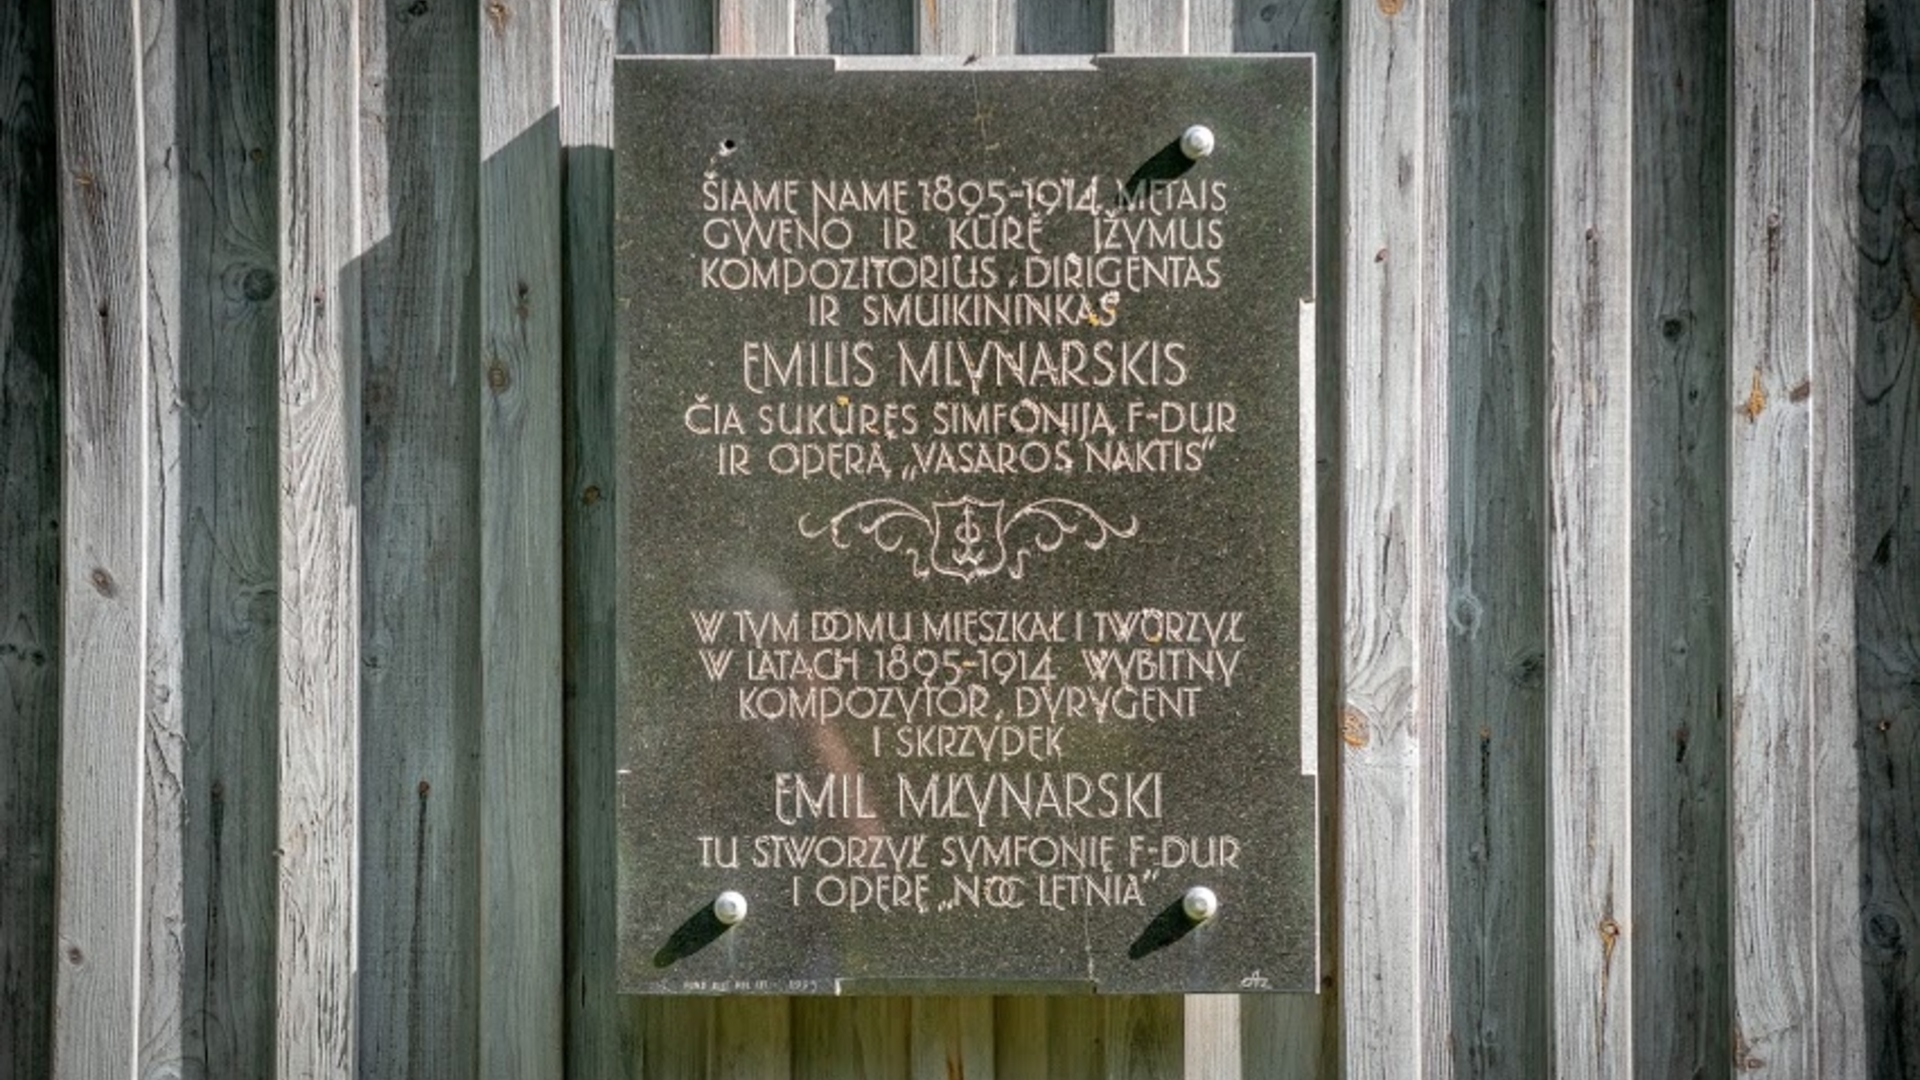 ŠIAME NAME 1895-1914 METAIS
GYVENO IR KŪRĖ ĮŽYMUS
KOMPOZITORIUS, DIRIGENTAS
IR SMUIKININKAS
EMILIS MLYNARSKIS
ČIA SUKŪRĘS SIMFONIJĄ F-DUR
IR OPERĄ „VASAROS NAKTIS“
W TYM DOMU MIESZKAŁ I TWORZYŁ
W LATACH 1895-1914 WYBITNY
KOMPOZYTOR, DYRYGENT
I SKRZYPEK
EMIL MŁYNARSKI
TU STWORZYŁ SYMFONIĘ F-DUR
I OPERĘ „NOC LETNIA“